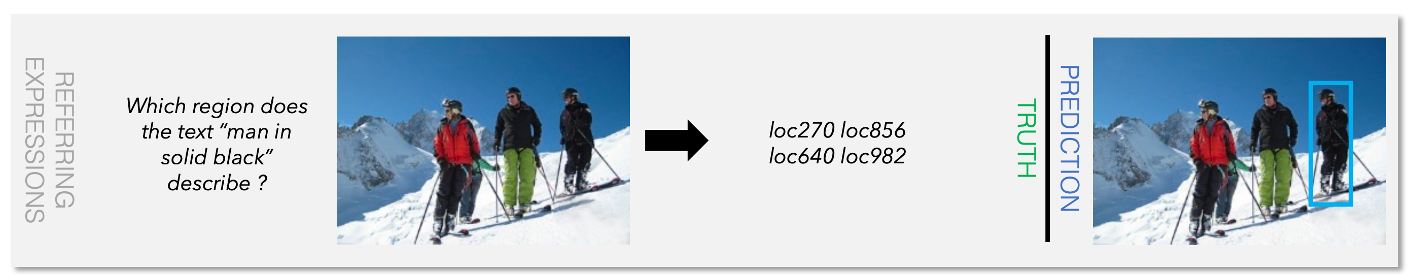 REFERRING
EXPRESSIONS
Which region does
the text “man in
solid black”
describe ?
loc270 loc856
loc640 loc982
TRUTH
PREDICTION